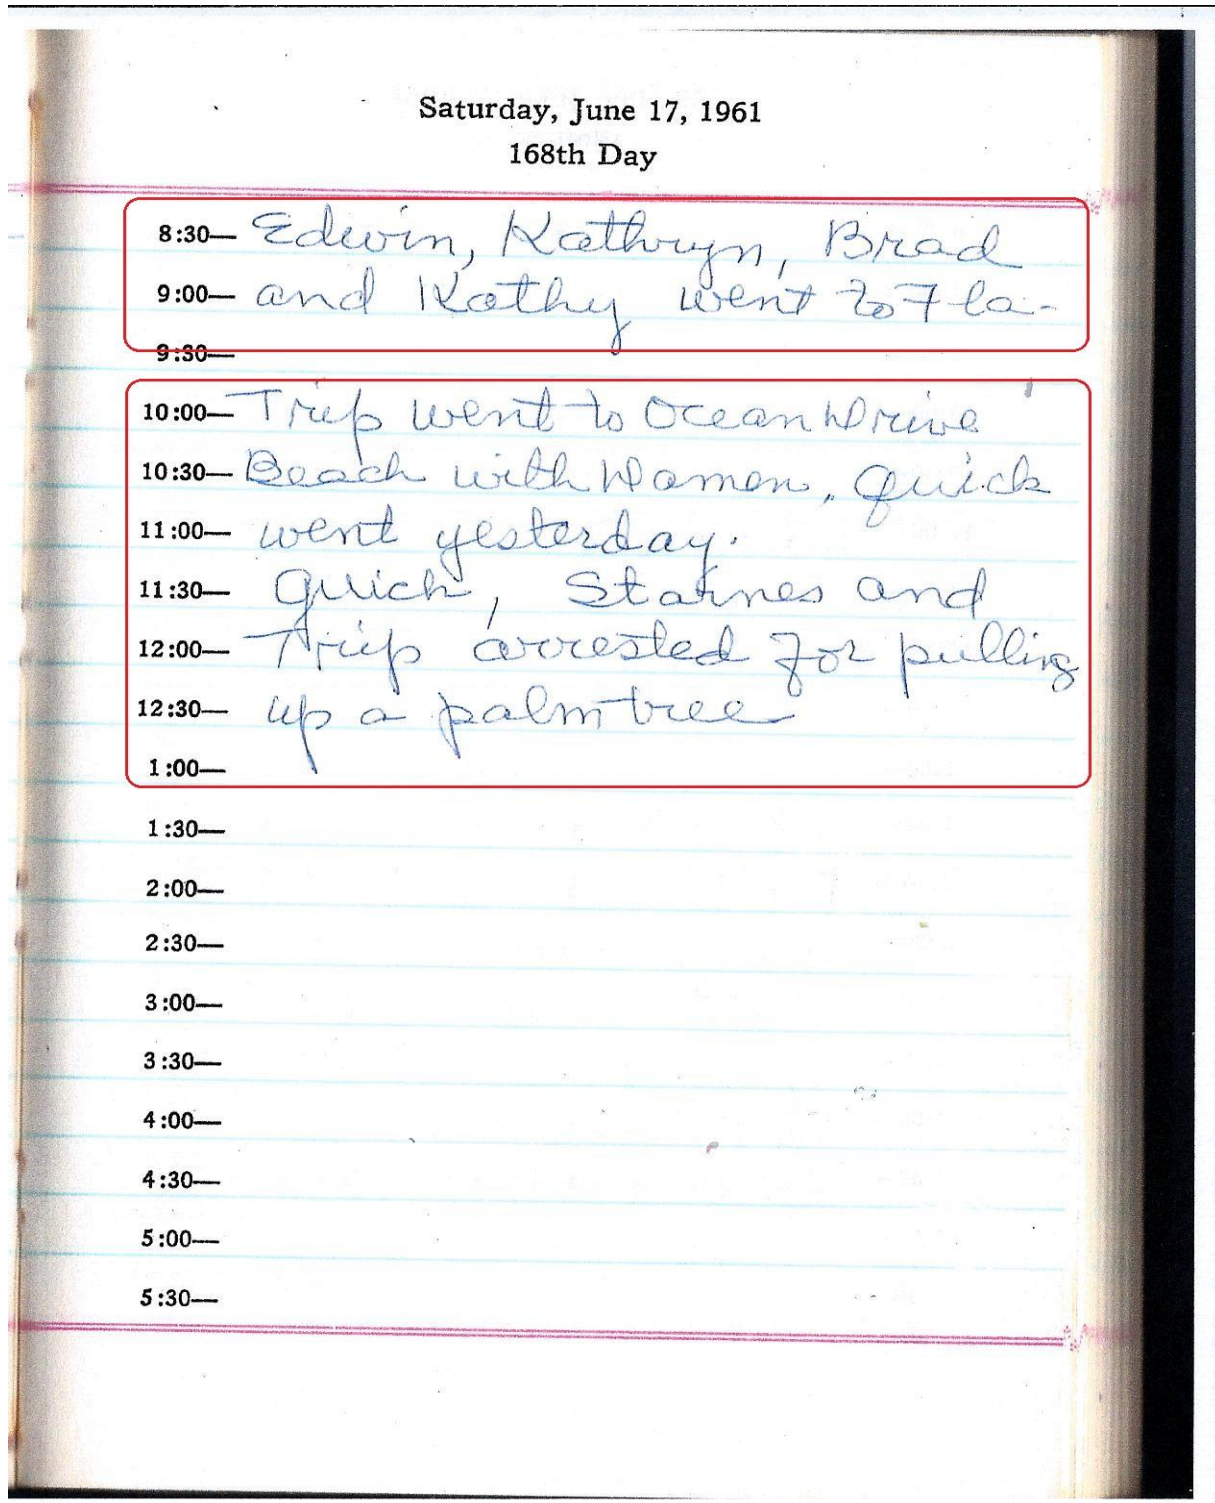 Saturday, June 17, 1961
168th Day
8:30— Edwin, Kathryn, Brad
9:00— and Kathy went to Fla-
9:30—
10:00— Trip went to Ocean Drive
10:30— Beach with Women, Quick
11:00— went yesterday.
11:30— Quick, Starnes and
12:00— Trip arrested for pulling
12:30— up a palm tree
1:00—
1:30—
2:00—
2:30—
3:00—
3:30—
4:00—
4:30—
5:00—
5:30—